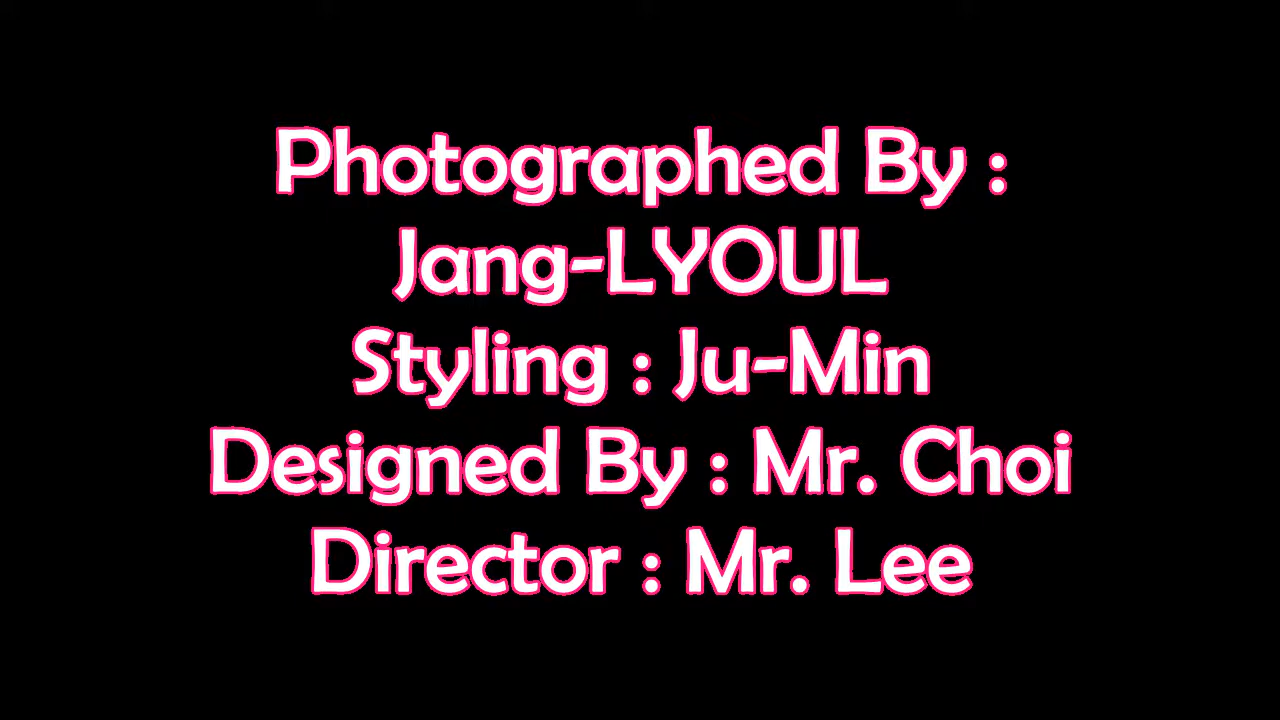 Photographed By :
Jang-LYOUL
Styling : Ju-Min
Designed By : Mr. Choi
Director : Mr. Lee